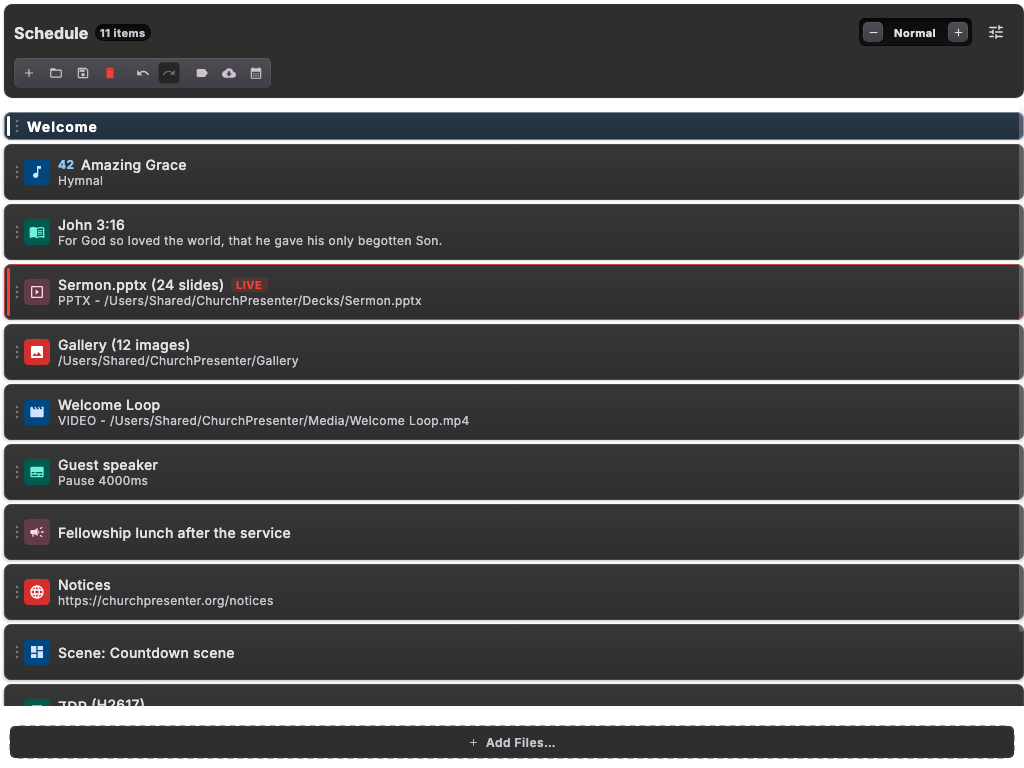 Schedule 11 items
Normal
Welcome
42 Amazing Grace
Hymnal
John 3:16
For God so loved the world, that he gave his only begotten Son.
Sermon.pptx (24 slides) LIVE
PPTX - /Users/Shared/ChurchPresenter/Decks/Sermon.pptx
Gallery (12 images)
/Users/Shared/ChurchPresenter/Gallery
Welcome Loop
VIDEO - /Users/Shared/ChurchPresenter/Media/Welcome Loop.mp4
Guest speaker
Pause 4000ms
Fellowship lunch after the service
Notices
https://churchpresenter.org/notices
Scene: Countdown scene
(H2617)
+ Add Files...